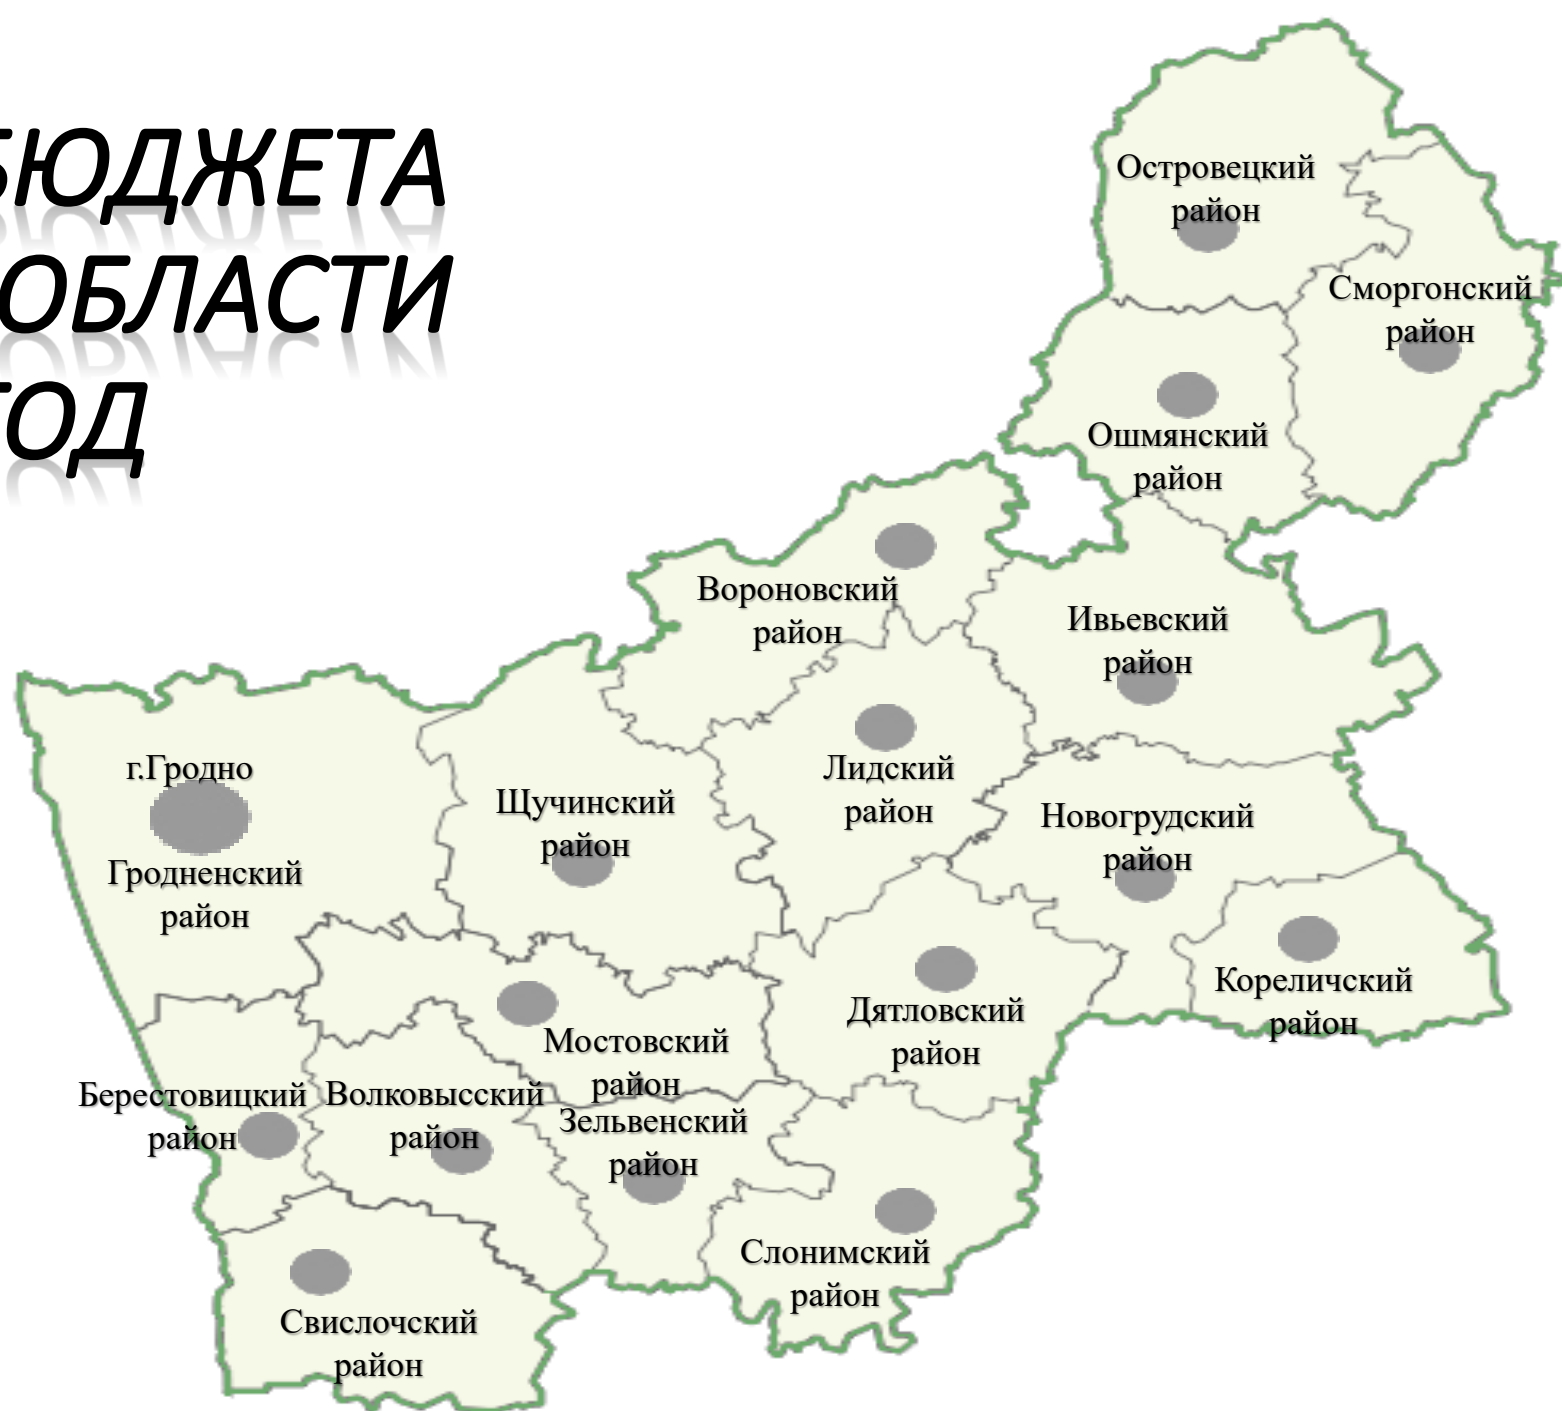 БЮДЖЕТА
ОБЛАСТИ
ГОД
Островецкий
район
Сморгонский
район
Ошмянский
район
Вороновский
район
Ивьевский
район
г.Гродно
Гродненский
район
Щучинский
район
Лидский
район
Новогрудский
район
Кореличский
район
Дятловский
район
Мостовский
район
Берестовицкий
район
Волковысский
район
Зельвенский
район
Слонимский
район
Свислочский
район